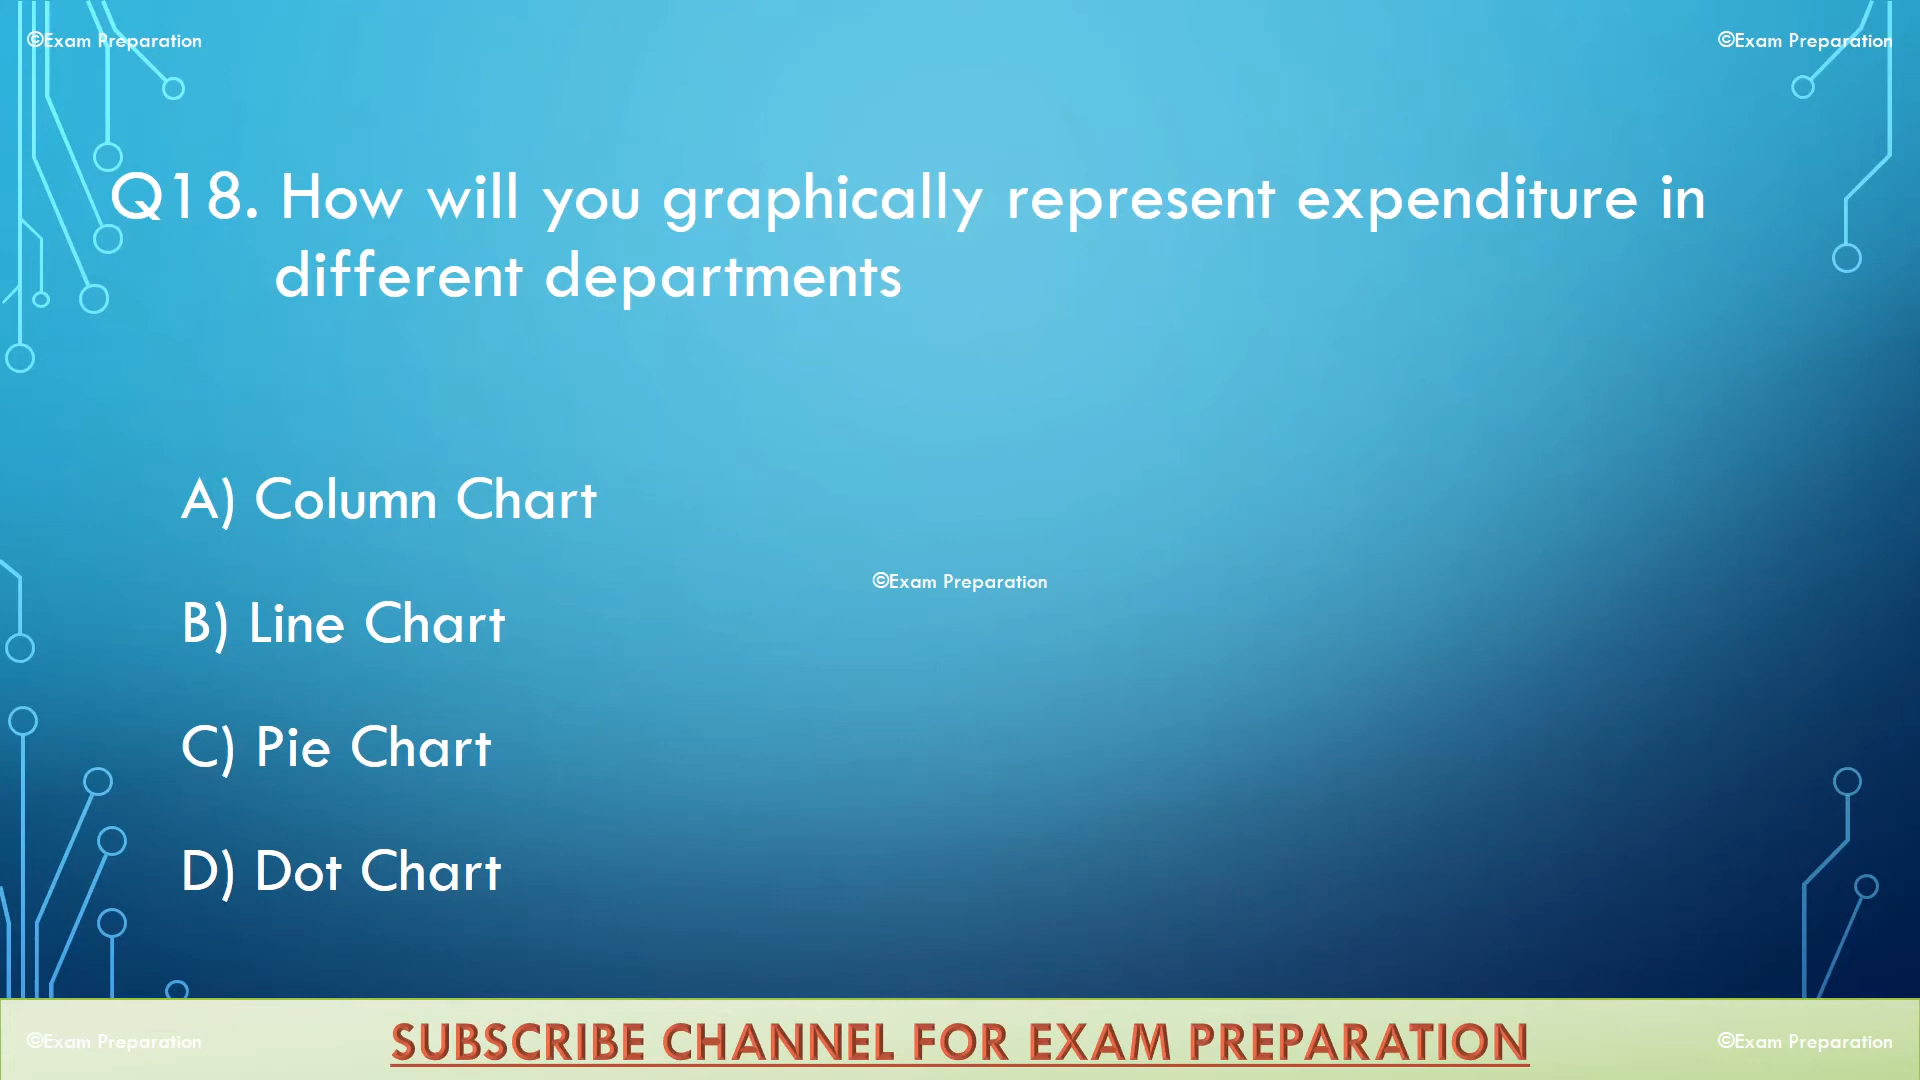 ©Exam Preparation
©Exam Preparation
Q18. How will you graphically represent expenditure in
different departments
A) Column Chart
©Exam Preparation
B) Line Chart
C) Pie Chart
D) Dot Chart
©Exam Preparation
SUBSCRIBE CHANNEL FOR EXAM PREPARATION
©Exam Preparation